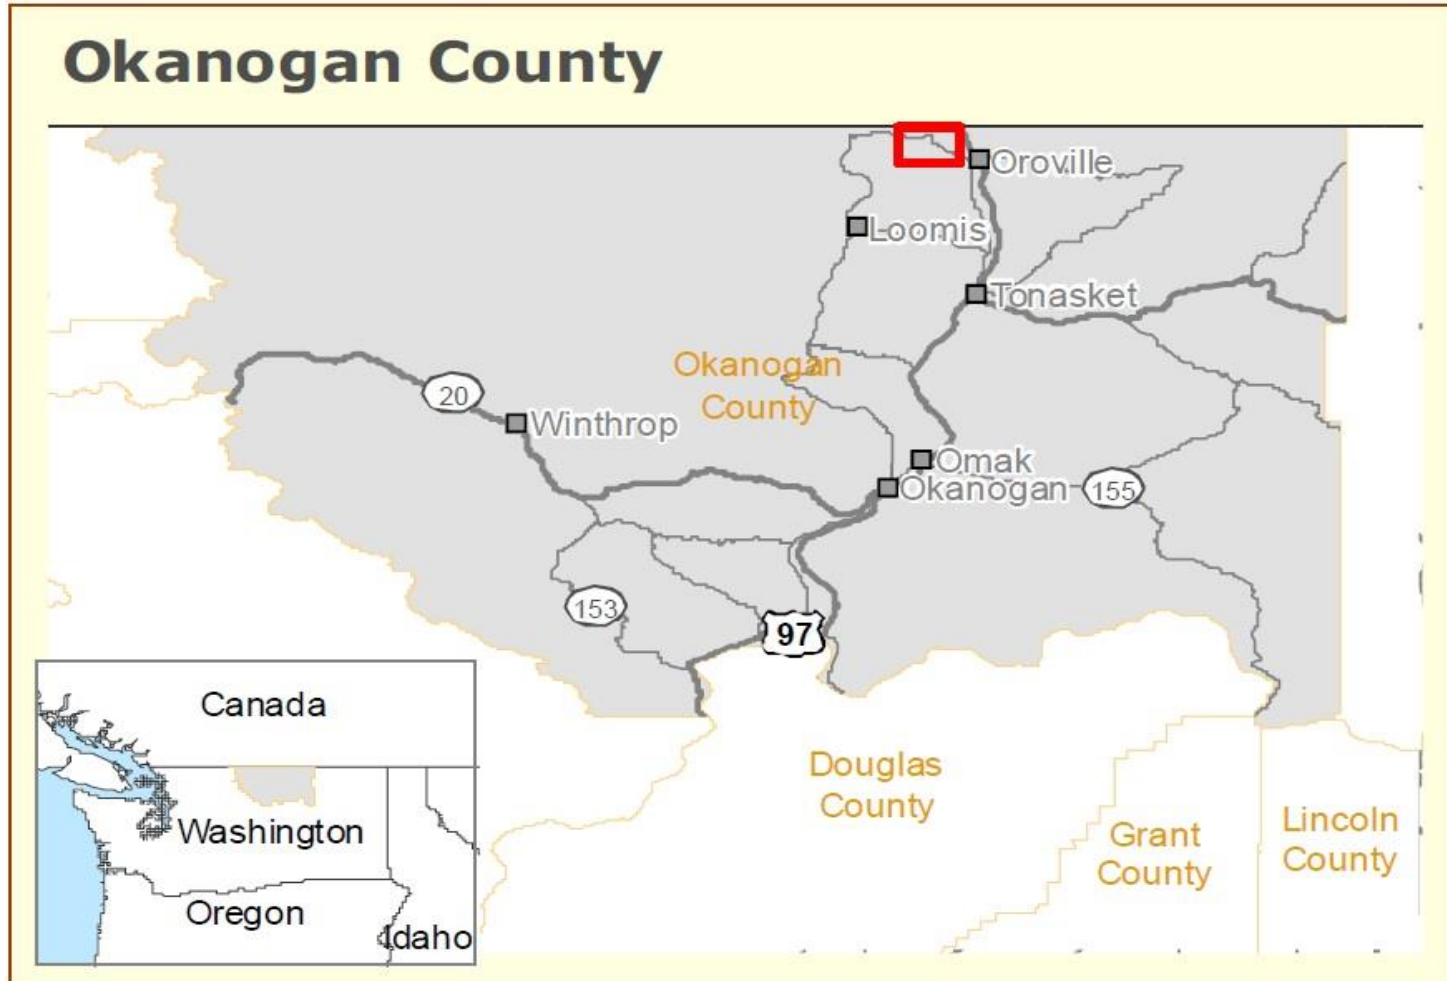 Okanogan County
Oroville
Loomis
Tonasket
Okanogan
County
20
Winthrop
Omak
Okanogan
155
153
97
Canada
Washington
Oregon
Idaho
Douglas
County
Grant
County
Lincoln
County